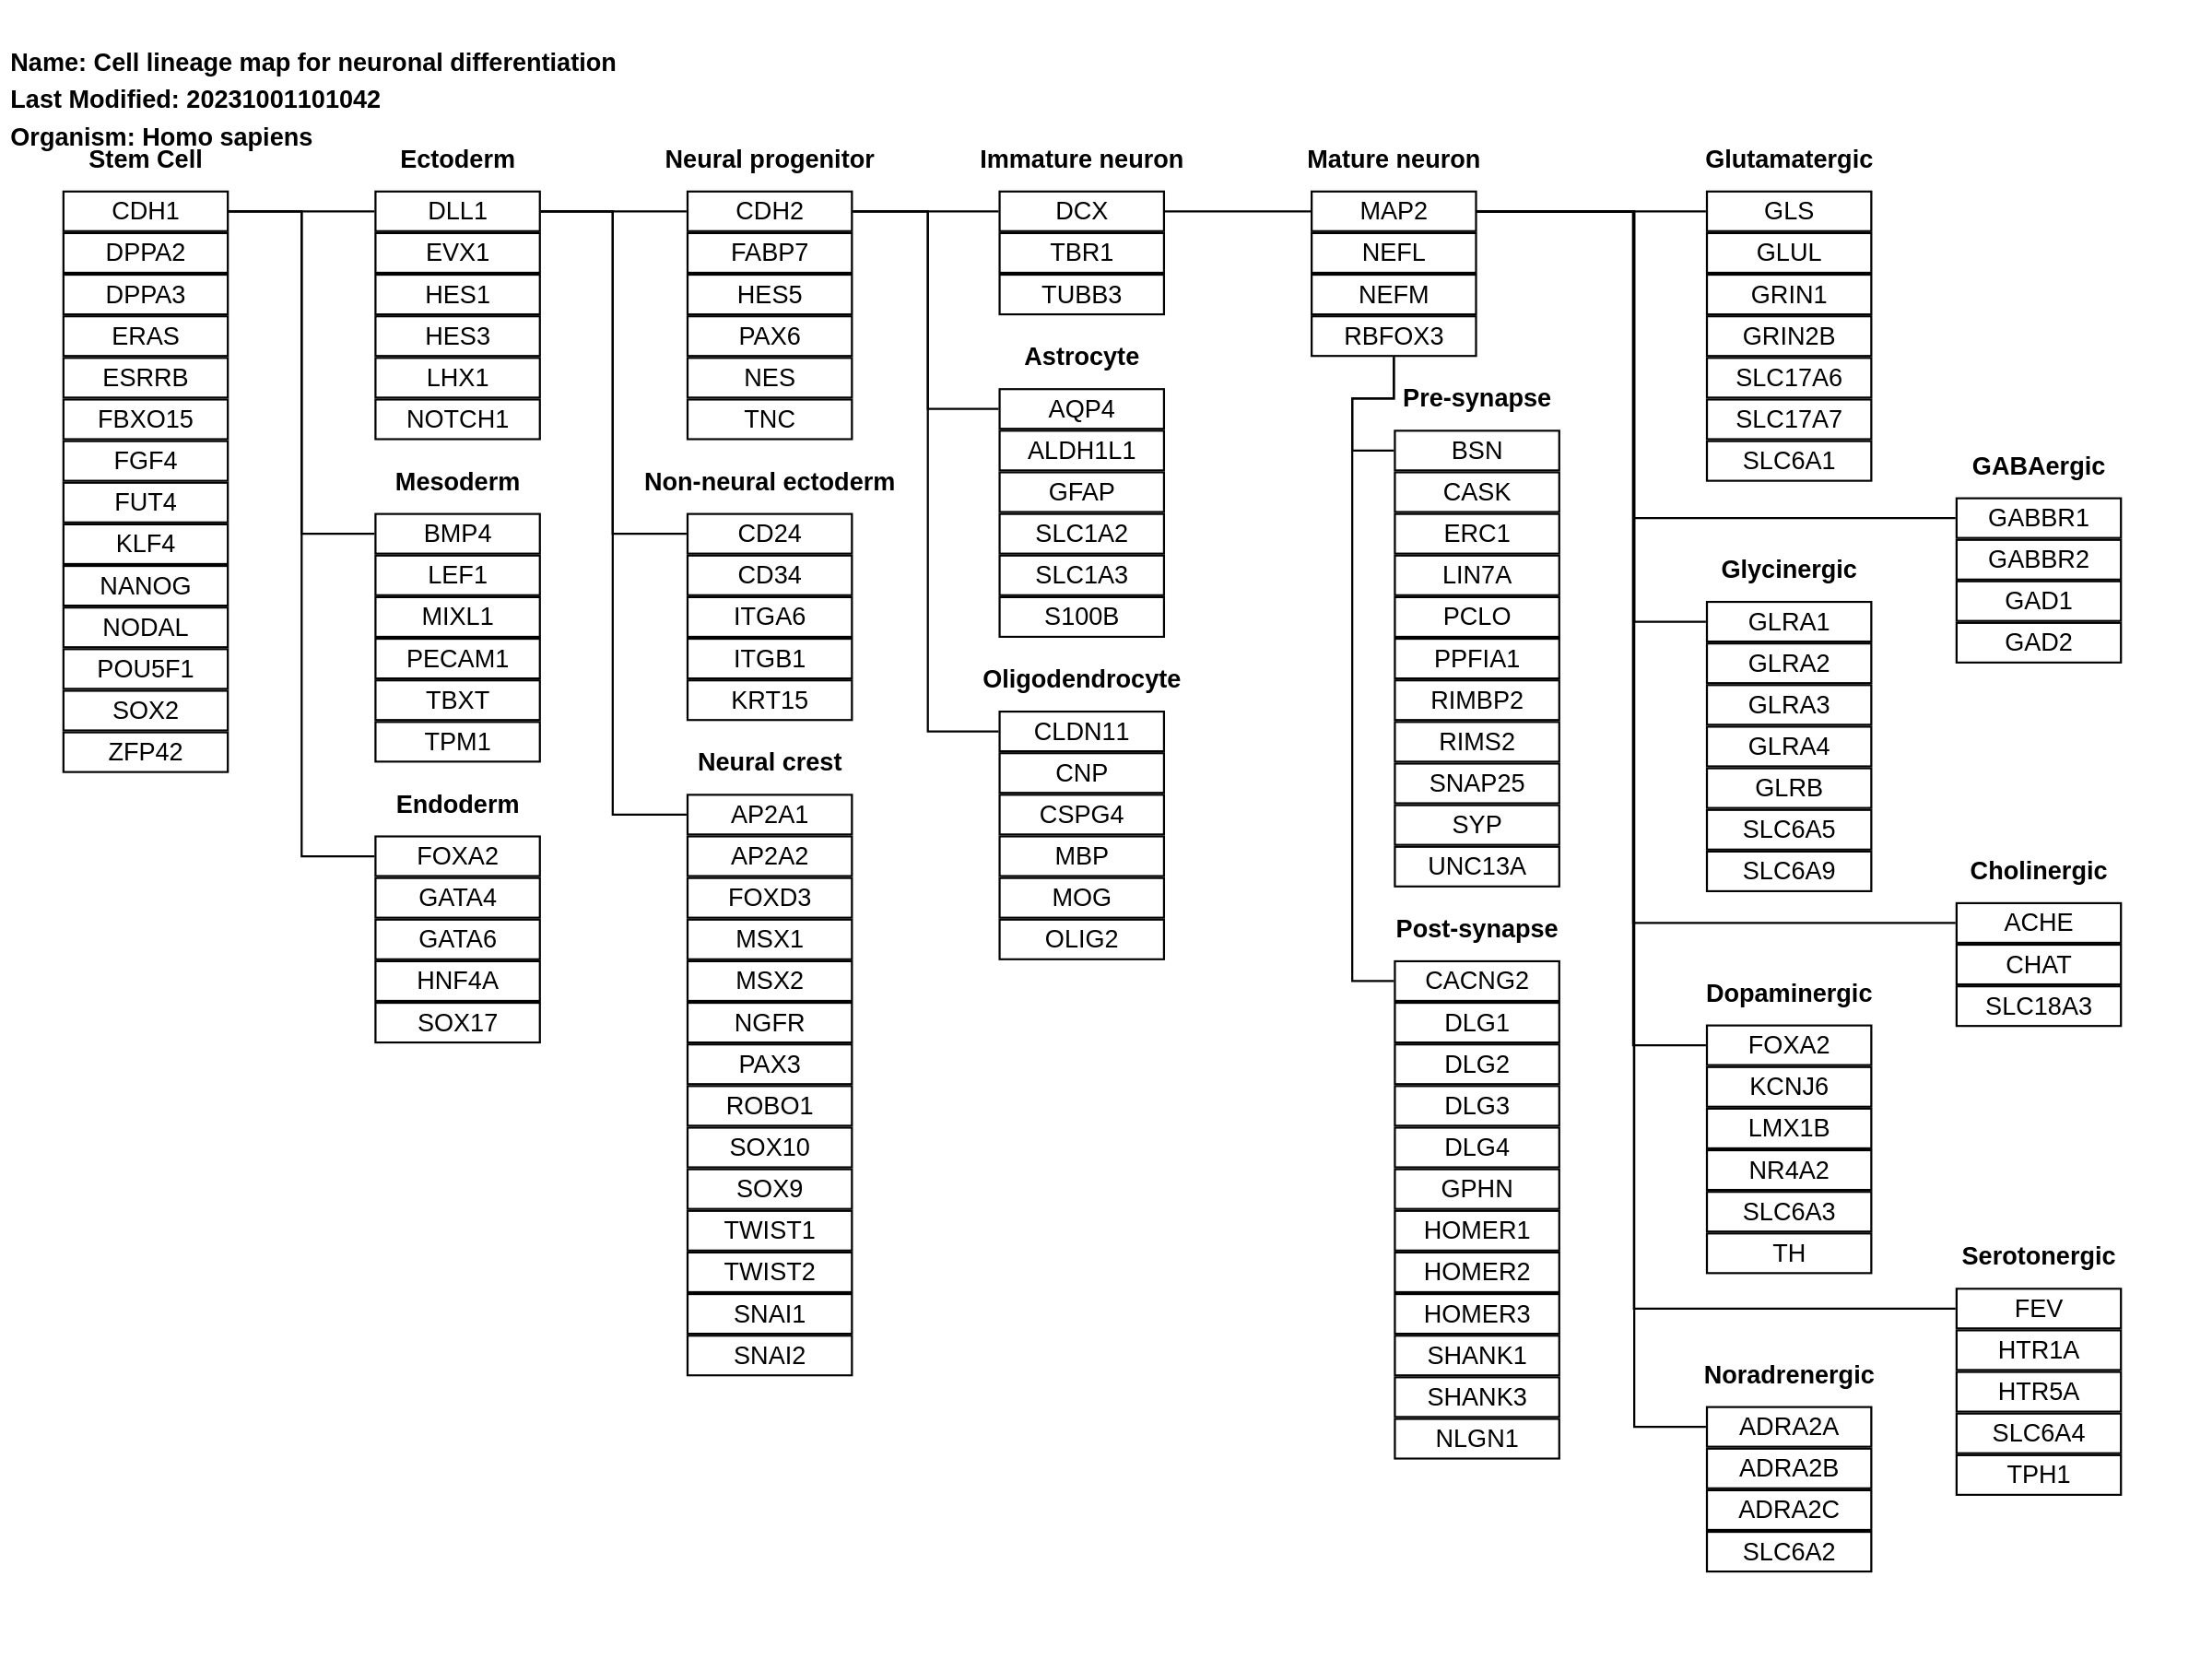 Name: Cell lineage map for neuronal differentiation
Last Modified: 20231001101042
Organism: Homo sapiens
Stem Cell
CDH1
DPPA2
DPPA3
ERAS
ESRRB
FBXO15
FGF4
FUT4
KLF4
NANOG
NODAL
POU5F1
SOX2
ZFP42
Ectoderm
DLL1
EVX1
HES1
HES3
LHX1
NOTCH1
Mesoderm
BMP4
LEF1
MIXL1
PECAM1
TBXT
TPM1
Endoderm
FOXA2
GATA4
GATA6
HNF4A
SOX17
Neural progenitor
CDH2
FABP7
HES5
PAX6
NES
TNC
Non-neural ectoderm
CD24
CD34
ITGA6
ITGB1
KRT15
Neural crest
AP2A1
AP2A2
FOXD3
MSX1
MSX2
NGFR
PAX3
ROBO1
SOX10
SOX9
TWIST1
TWIST2
SNAI1
SNAI2
Immature neuron
DCX
TBR1
TUBB3
Astrocyte
AQP4
ALDH1L1
GFAP
SLC1A2
SLC1A3
S100B
Oligodendrocyte
CLDN11
CNP
CSPG4
MBP
MOG
OLIG2
Mature neuron
MAP2
NEFL
NEFM
RBFOX3
Pre-synapse
BSN
CASK
ERC1
LIN7A
PCLO
PPFIA1
RIMBP2
RIMS2
SNAP25
SYP
UNC13A
Post-synapse
CACNG2
DLG1
DLG2
DLG3
DLG4
GPHN
HOMER1
HOMER2
HOMER3
SHANK1
SHANK3
NLGN1
Glutamatergic
GLS
GLUL
GRIN1
GRIN2B
SLC17A6
SLC17A7
SLC6A1
Glycinergic
GLRA1
GLRA2
GLRA3
GLRA4
GLRB
SLC6A5
SLC6A9
Dopaminergic
FOXA2
KCNJ6
LMX1B
NR4A2
SLC6A3
TH
Noradrenergic
ADRA2A
ADRA2B
ADRA2C
SLC6A2
GABAergic
GABBR1
GABBR2
GAD1
GAD2
Cholinergic
ACHE
CHAT
SLC18A3
Serotonergic
FEV
HTR1A
HTR5A
SLC6A4
TPH1